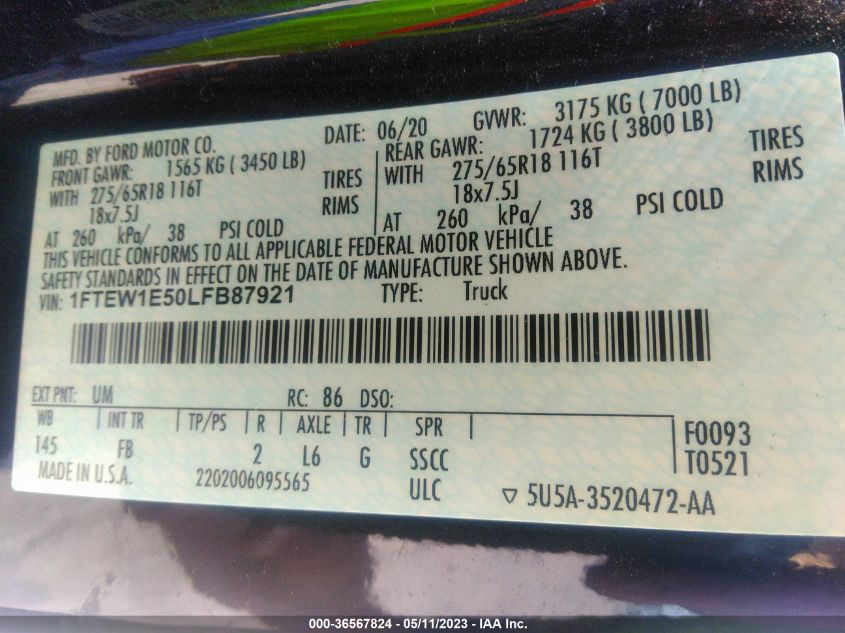 MFD. BY FORD MOTOR CO.
DATE: 06/20 GVWR: 3175 KG ( 7000 LB)
FRONT GAWR: 1565 KG ( 3450 LB)
REAR GAWR: 1724 KG ( 3800 LB)
WITH 275/65R18 116T TIRES
WITH 275/65R18 116T TIRES
18x7.5J RIMS
18x7.5J RIMS
AT 260 kPa/ 38 PSI COLD
AT 260 kPa/ 38 PSI COLD
THIS VEHICLE CONFORMS TO ALL APPLICABLE FEDERAL MOTOR VEHICLE
SAFETY STANDARDS IN EFFECT ON THE DATE OF MANUFACTURE SHOWN ABOVE.
VIN: 1FTEW1E50LFB87921 TYPE: Truck
EXT PNT: UM RC: 86 DSO:
WB INT TR TP/PS R AXLE TR SPR
145 FB 2 L6 G SSCC
F0093
T0521
MADE IN U.S.A. 2202006095565 ULC
5U5A-3520472-AA
000-36567824 - 05/11/2023 - IAA Inc.